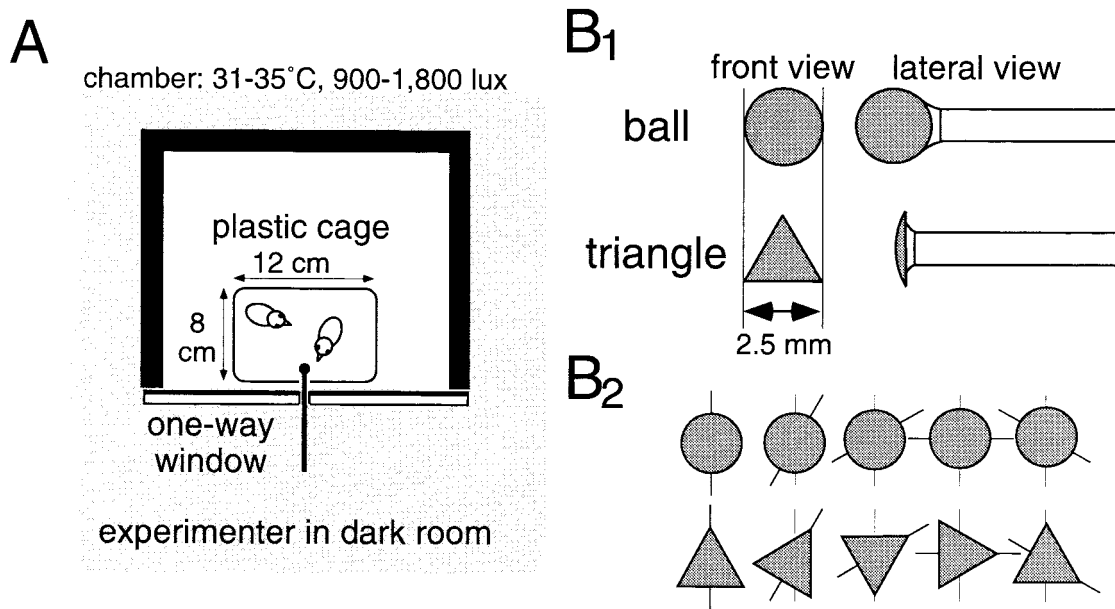 A
chamber: 31-35°C, 900-1,800 lux
plastic cage
12 cm
8
cm
one-way
window
experimenter in dark room
B1
front view
lateral view
ball
triangle
2.5 mm
B2